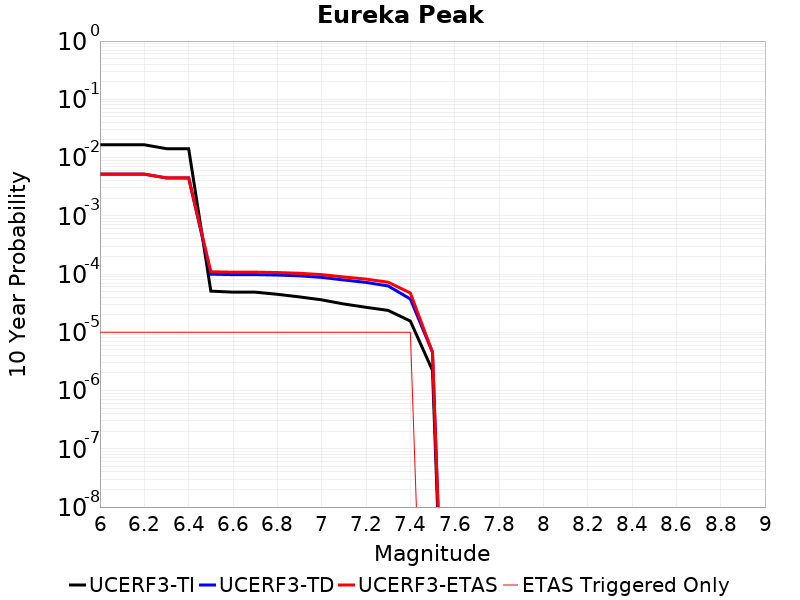 Eureka Peak
10 Year Probability
10^0
10^-1
10^-2
10^-3
10^-4
10^-5
10^-6
10^-7
10^-8
6 6.2 6.4 6.6 6.8 7 7.2 7.4 7.6 7.8 8 8.2 8.4 8.6 8.8 9
Magnitude
UCERF3-TI UCERF3-TD UCERF3-ETAS ETAS Triggered Only